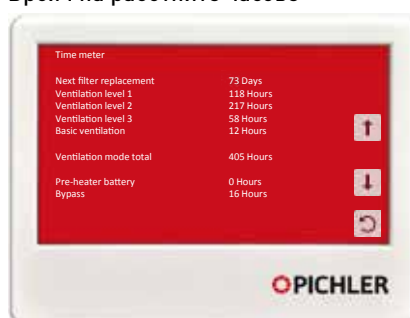 Time meter
Next filter replacement 73 Days
Ventilation level 1 118 Hours
Ventilation level 2 217 Hours
Ventilation level 3 58 Hours
Basic ventilation 12 Hours
Ventilation mode total 405 Hours
Pre-heater battery 0 Hours
Bypass 16 Hours
PICHLER